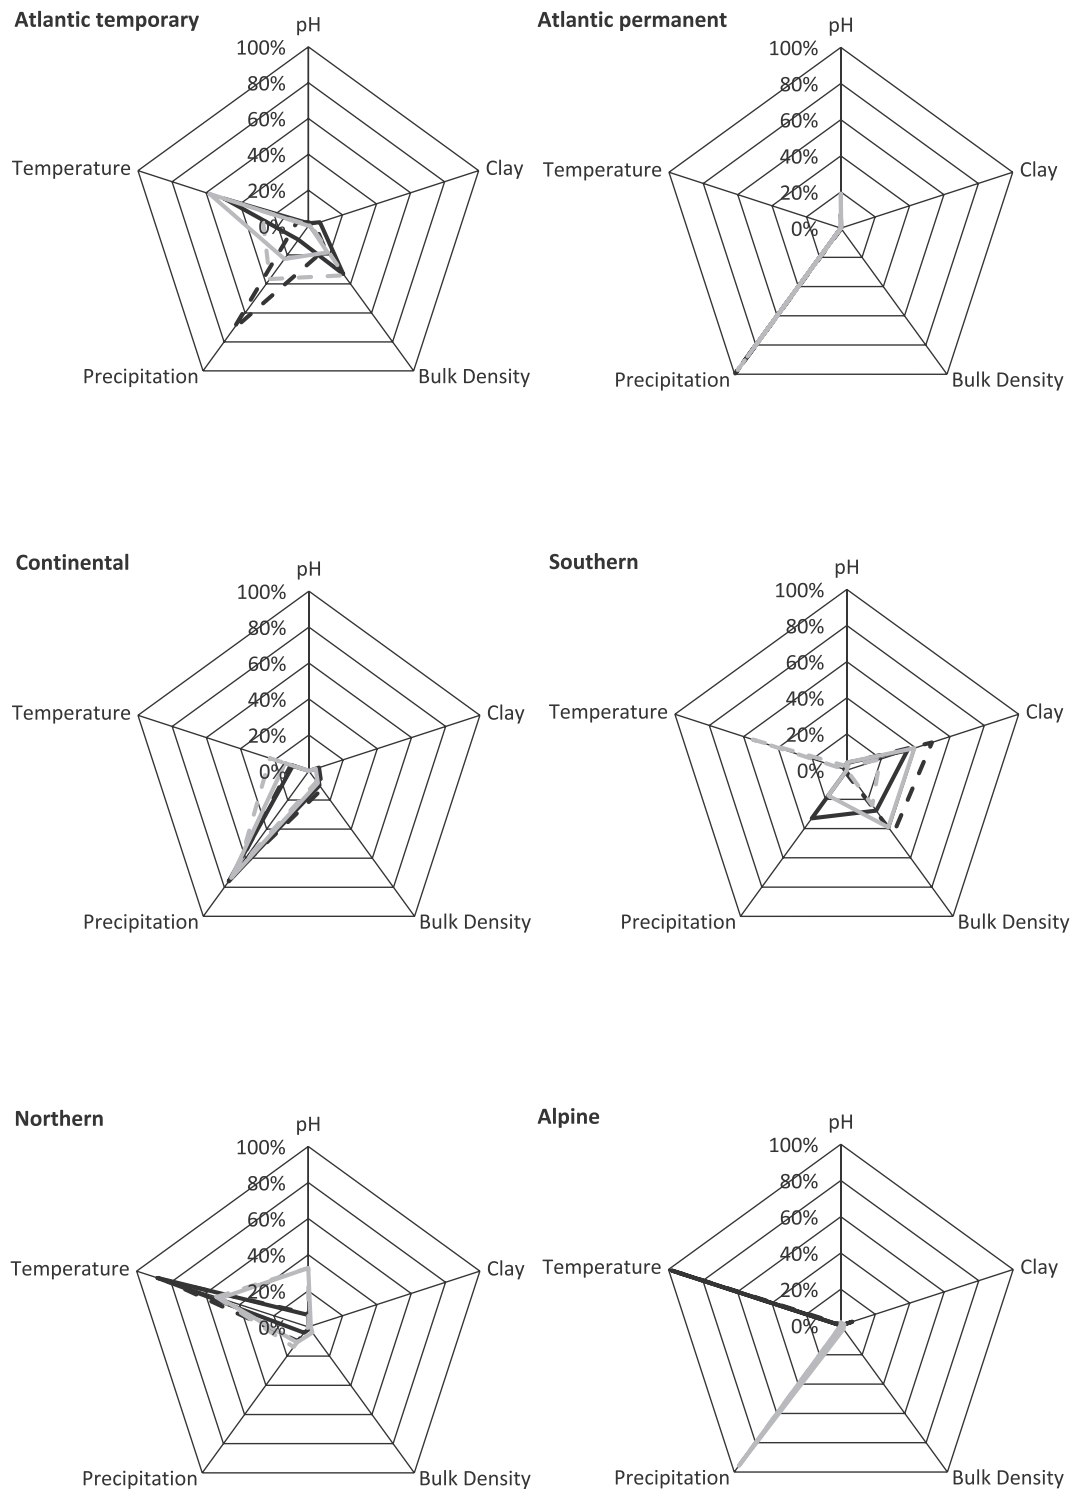 Atlantic temporary
pH
100%
80%
60%
40%
20%
0%
Temperature
Clay
Precipitation
Bulk Density
Atlantic permanent
pH
100%
80%
60%
40%
20%
0%
Temperature
Clay
Precipitation
Bulk Density
Continental
pH
100%
80%
60%
40%
20%
0%
Temperature
Clay
Precipitation
Bulk Density
Southern
pH
100%
80%
60%
40%
20%
0%
Temperature
Clay
Precipitation
Bulk Density
Northern
pH
100%
80%
60%
40%
20%
0%
Temperature
Clay
Precipitation
Bulk Density
Alpine
pH
100%
80%
60%
40%
20%
0%
Temperature
Clay
Precipitation
Bulk Density